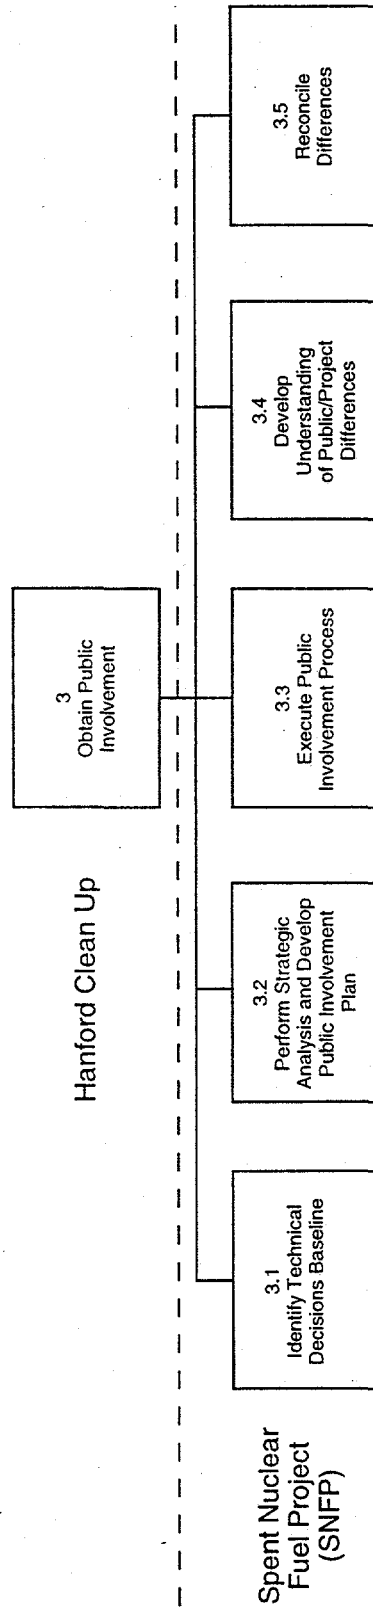 Hanford Clean Up
3
Obtain Public
Involvement
Spent Nuclear
Fuel Project
(SNFP)
3.1
Identify Technical
Decisions Baseline
3.2
Perform Strategic
Analysis and Develop
Public Involvement
Plan
3.3
Execute Public
Involvement Process
3.4
Develop
Understanding
of Public/Project
Differences
3.5
Reconcile
Differences